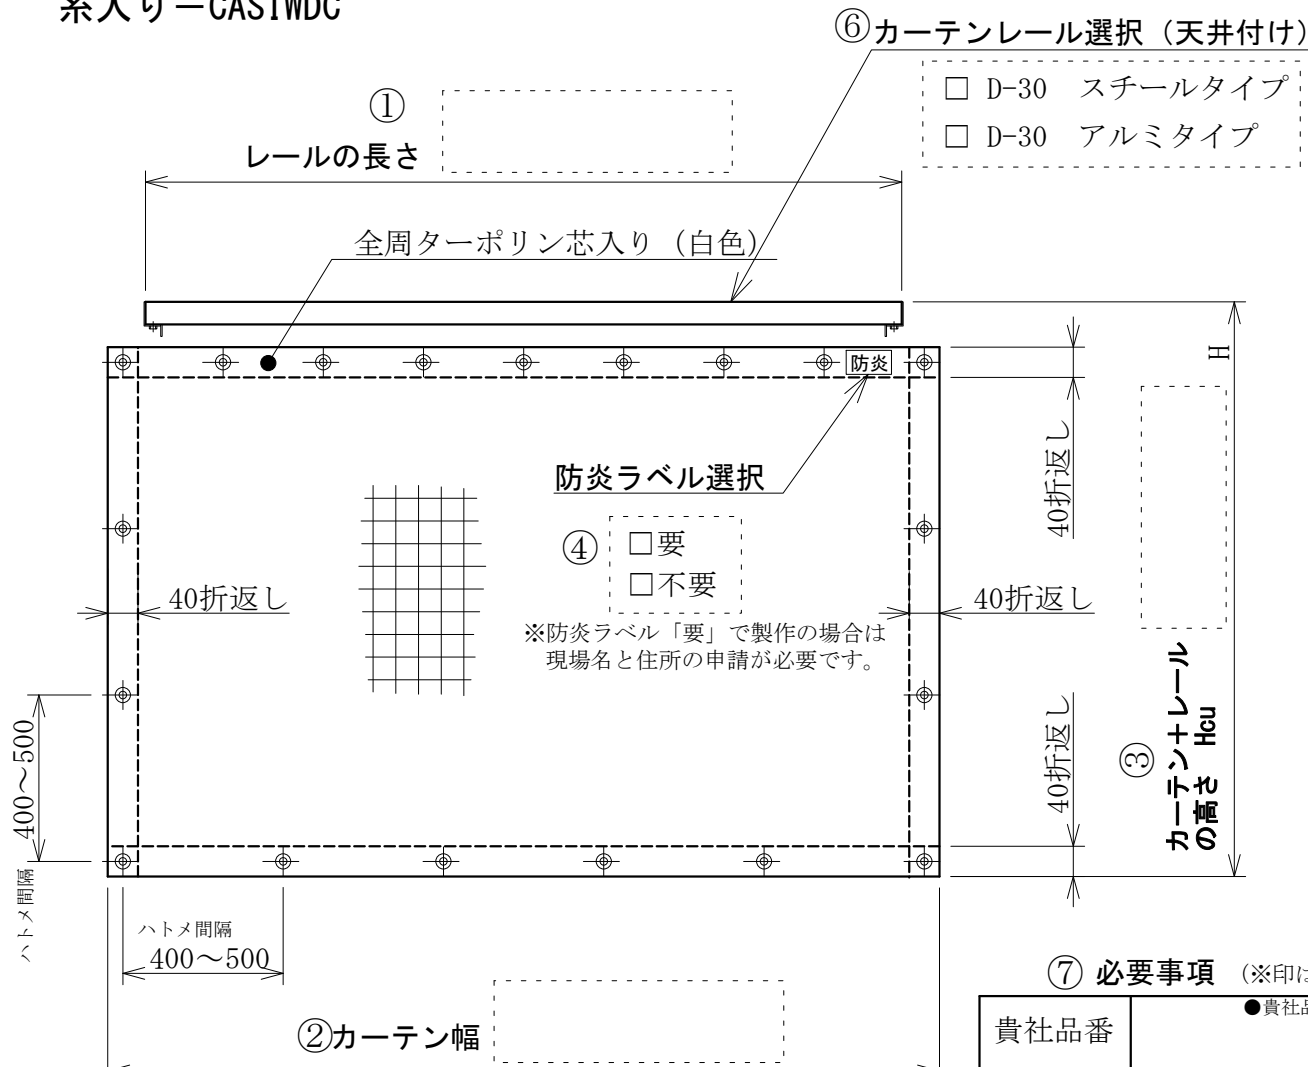 糸入り－CASTWDC
⑥カーテンレール選択（天井付け）
□ D-30　スチールタイプ
□ D-30　アルミタイプ
①
レールの長さ
全周ターポリン芯入り（白色）
防炎
H
防炎ラベル選択
④
□要
□不要
※防炎ラベル「要」で製作の場合は
現場名と住所の申請が必要です。
40折返し
40折返し
40折返し
40折返し
③
カーテン＋レール
の高さ　Hcu
400～500
ハトメ間隔
ハトメ間隔
400～500
②カーテン幅
⑦ 必要事項　（※印は
貴社品番
●貴社品